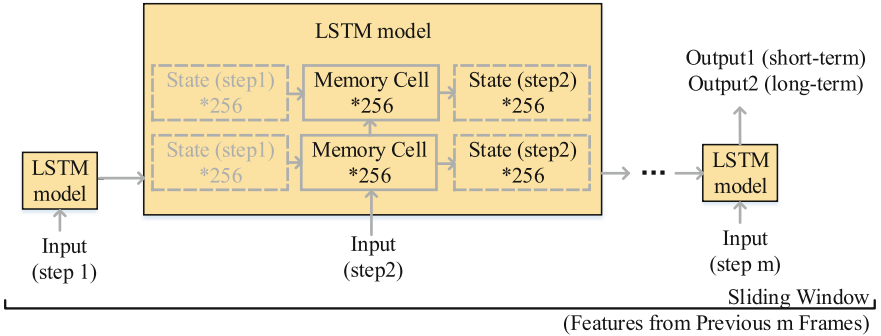 LSTM model
State (step1)
*256
Memory Cell
*256
State (step2)
*256
State (step1)
*256
Memory Cell
*256
State (step2)
*256
LSTM
model
Input
(step 1)
Input
(step2)
...
Output1 (short-term)
Output2 (long-term)
LSTM
model
Input
(step m)
Sliding Window
(Features from Previous m Frames)